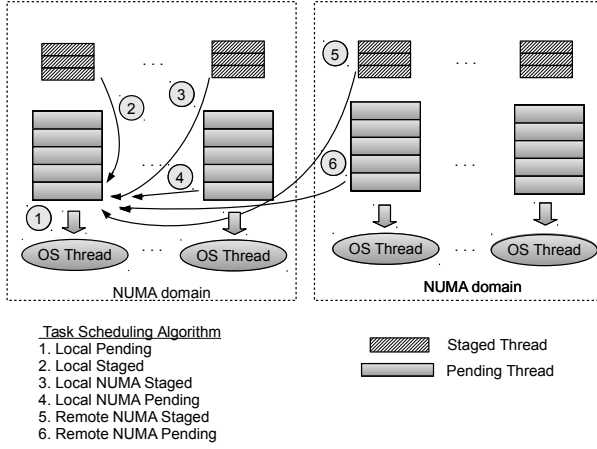 5
2
3
4
6
1
OS Thread
OS Thread
OS Thread
OS Thread
NUMA domain
NUMA domain
Task Scheduling Algorithm
1. Local Pending
2. Local Staged
3. Local NUMA Staged
4. Local NUMA Pending
5. Remote NUMA Staged
6. Remote NUMA Pending
Staged Thread
Pending Thread